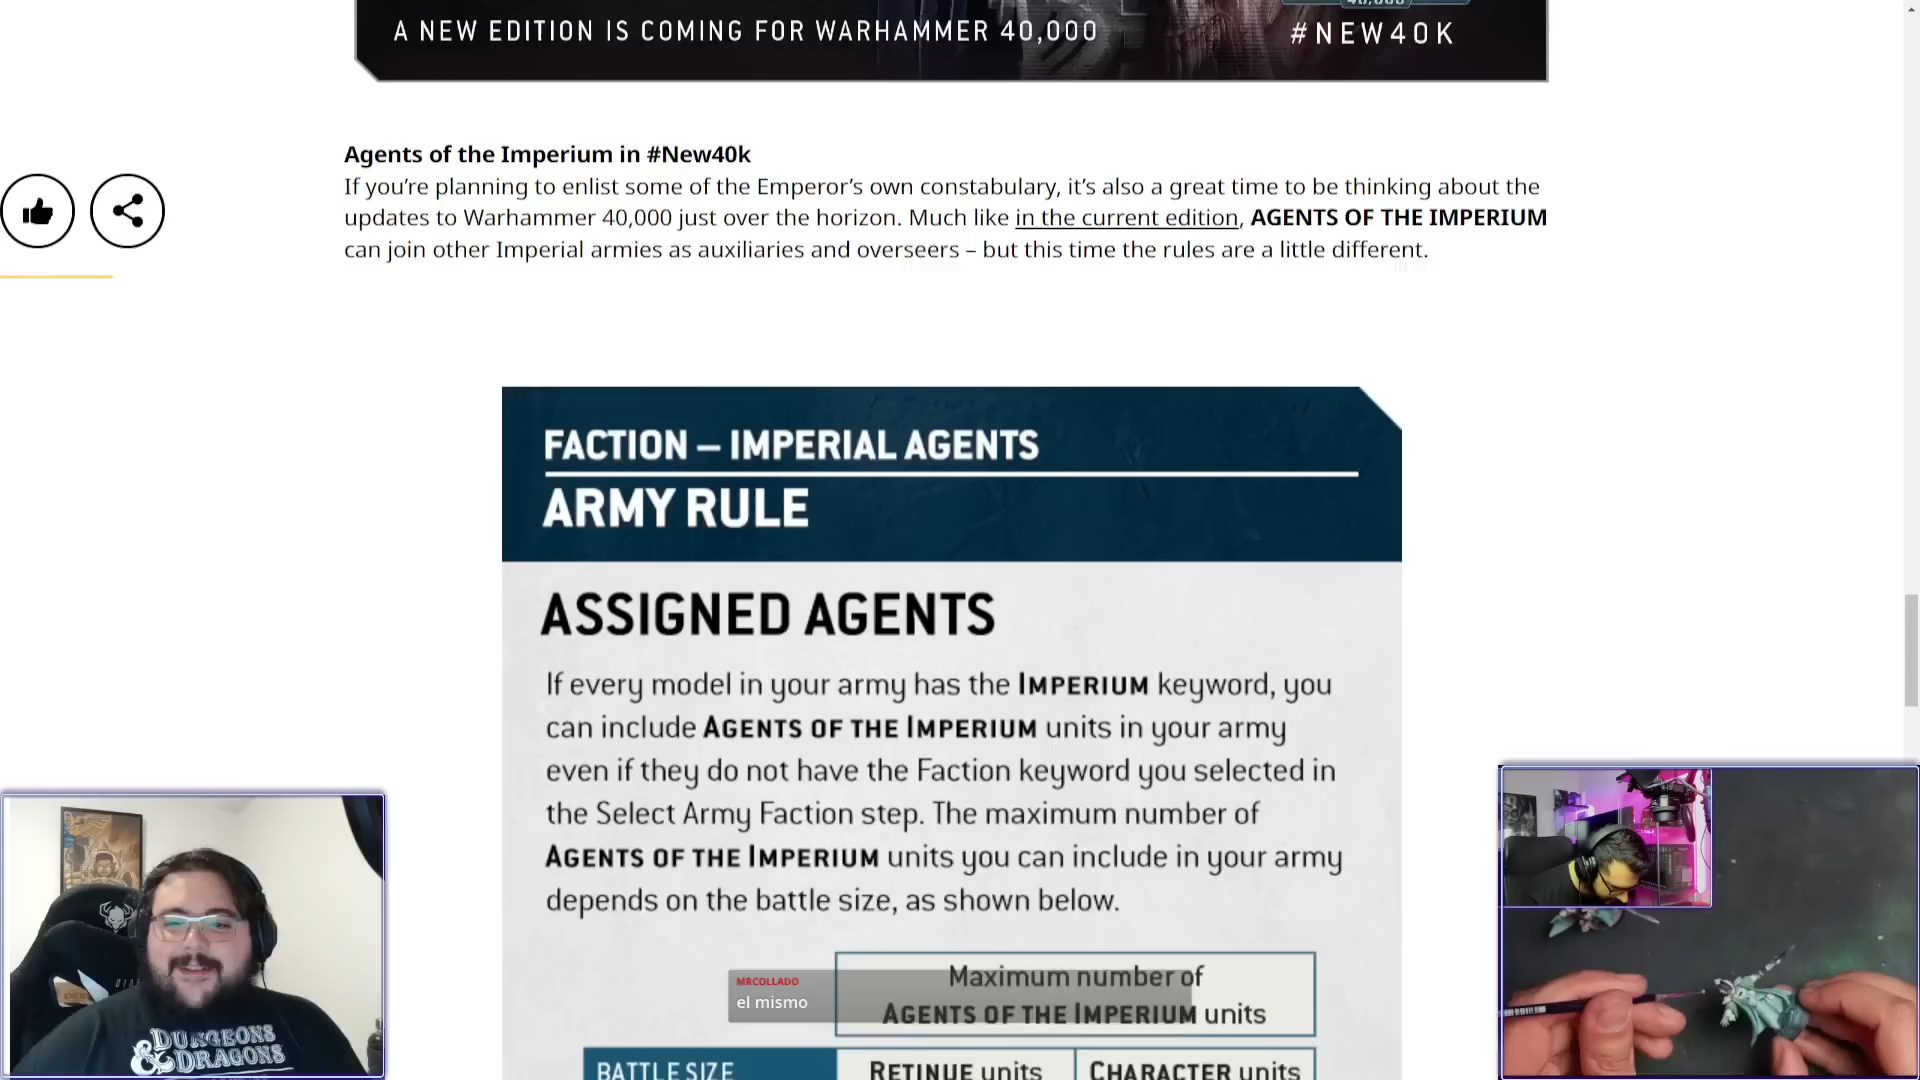 A NEW EDITION IS COMING FOR WARHAMMER 40,000
#NEW40K
Agents of the Imperium in #New40k
If you’re planning to enlist some of the Emperor’s own constabulary, it’s also a great time to be thinking about the
updates to Warhammer 40,000 just over the horizon. Much like in the current edition, AGENTS OF THE IMPERIUM
can join other Imperial armies as auxiliaries and overseers – but this time the rules are a little different.
FACTION – IMPERIAL AGENTS
ARMY RULE
ASSIGNED AGENTS
If every model in your army has the IMPERIUM keyword, you
can include AGENTS OF THE IMPERIUM units in your army
even if they do not have the Faction keyword you selected in
the Select Army Faction step. The maximum number of
AGENTS OF THE IMPERIUM units you can include in your army
depends on the battle size, as shown below.
Maximum number of
AGENTS OF THE IMPERIUM units
MRCOLLADO
el mismo
BATTLE SIZE
RETINUE units
CHARACTER units
DUNGEONS
& DRAGONS